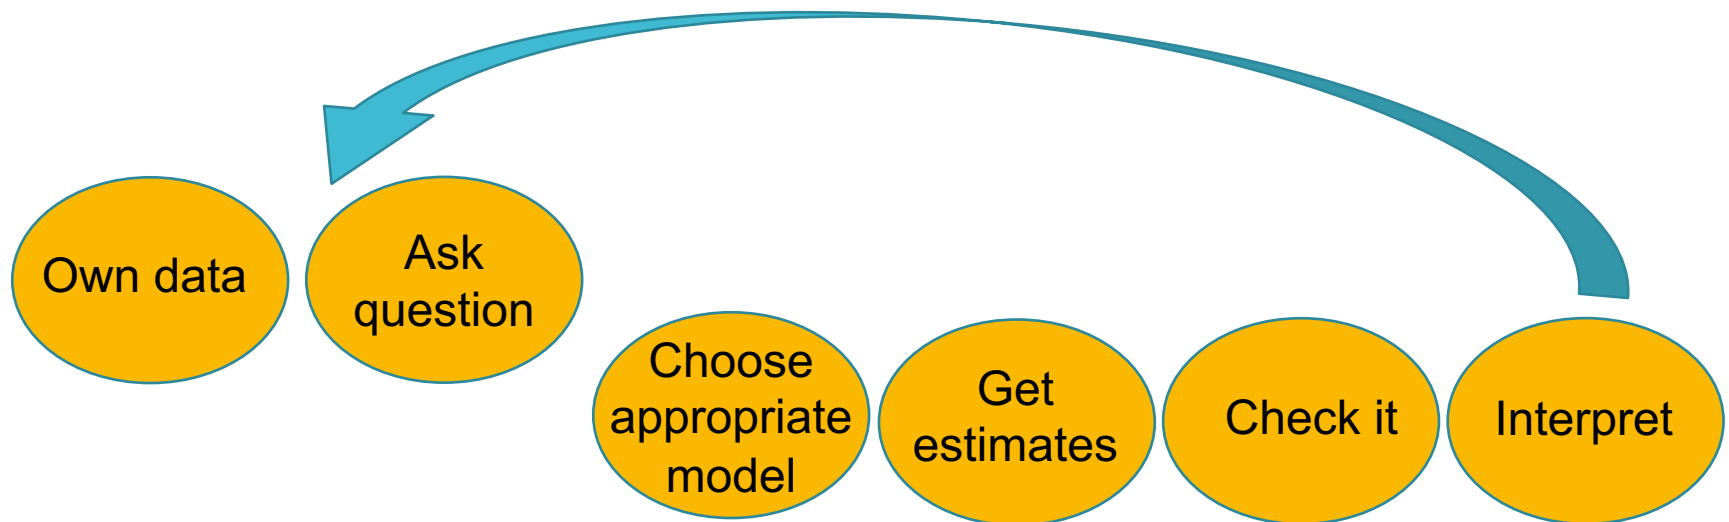 Own data
Ask
question
Choose
appropriate
model
Get
estimates
Check it
Interpret